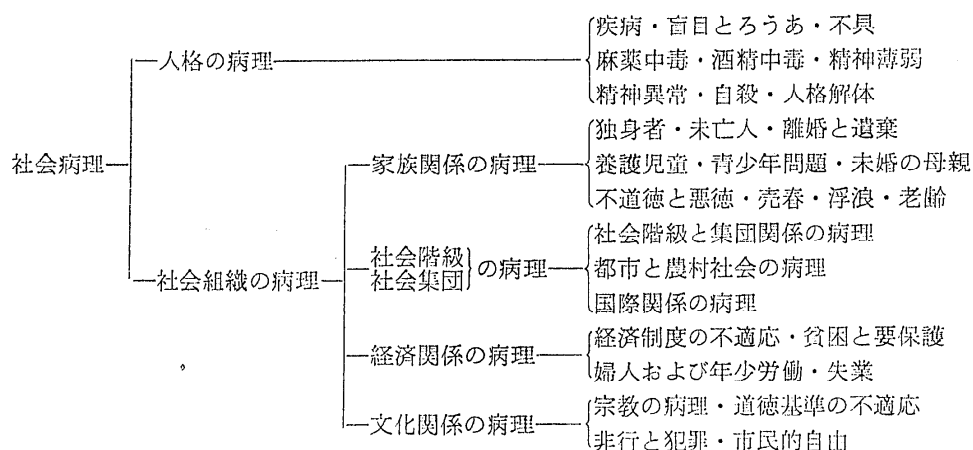 社会病理
人格の病理
疾病・盲目とろうあ・不具
麻薬中毒・酒精中毒・精神薄弱
精神異常・自殺・人格解体
社会組織の病理
家族関係の病理
独身者・未亡人・離婚と遺棄
養護児童・青少年問題・未婚の母親
不道徳と悪徳・売春・浮浪・老齢
社会階級
社会集団
の病理
社会階級と集団関係の病理
都市と農村社会の病理
国際関係の病理
経済関係の病理
経済制度の不適応・貧困と要保護
婦人および年少労働・失業
文化関係の病理
宗教の病理・道徳基準の不適応
非行と犯罪・市民的自由